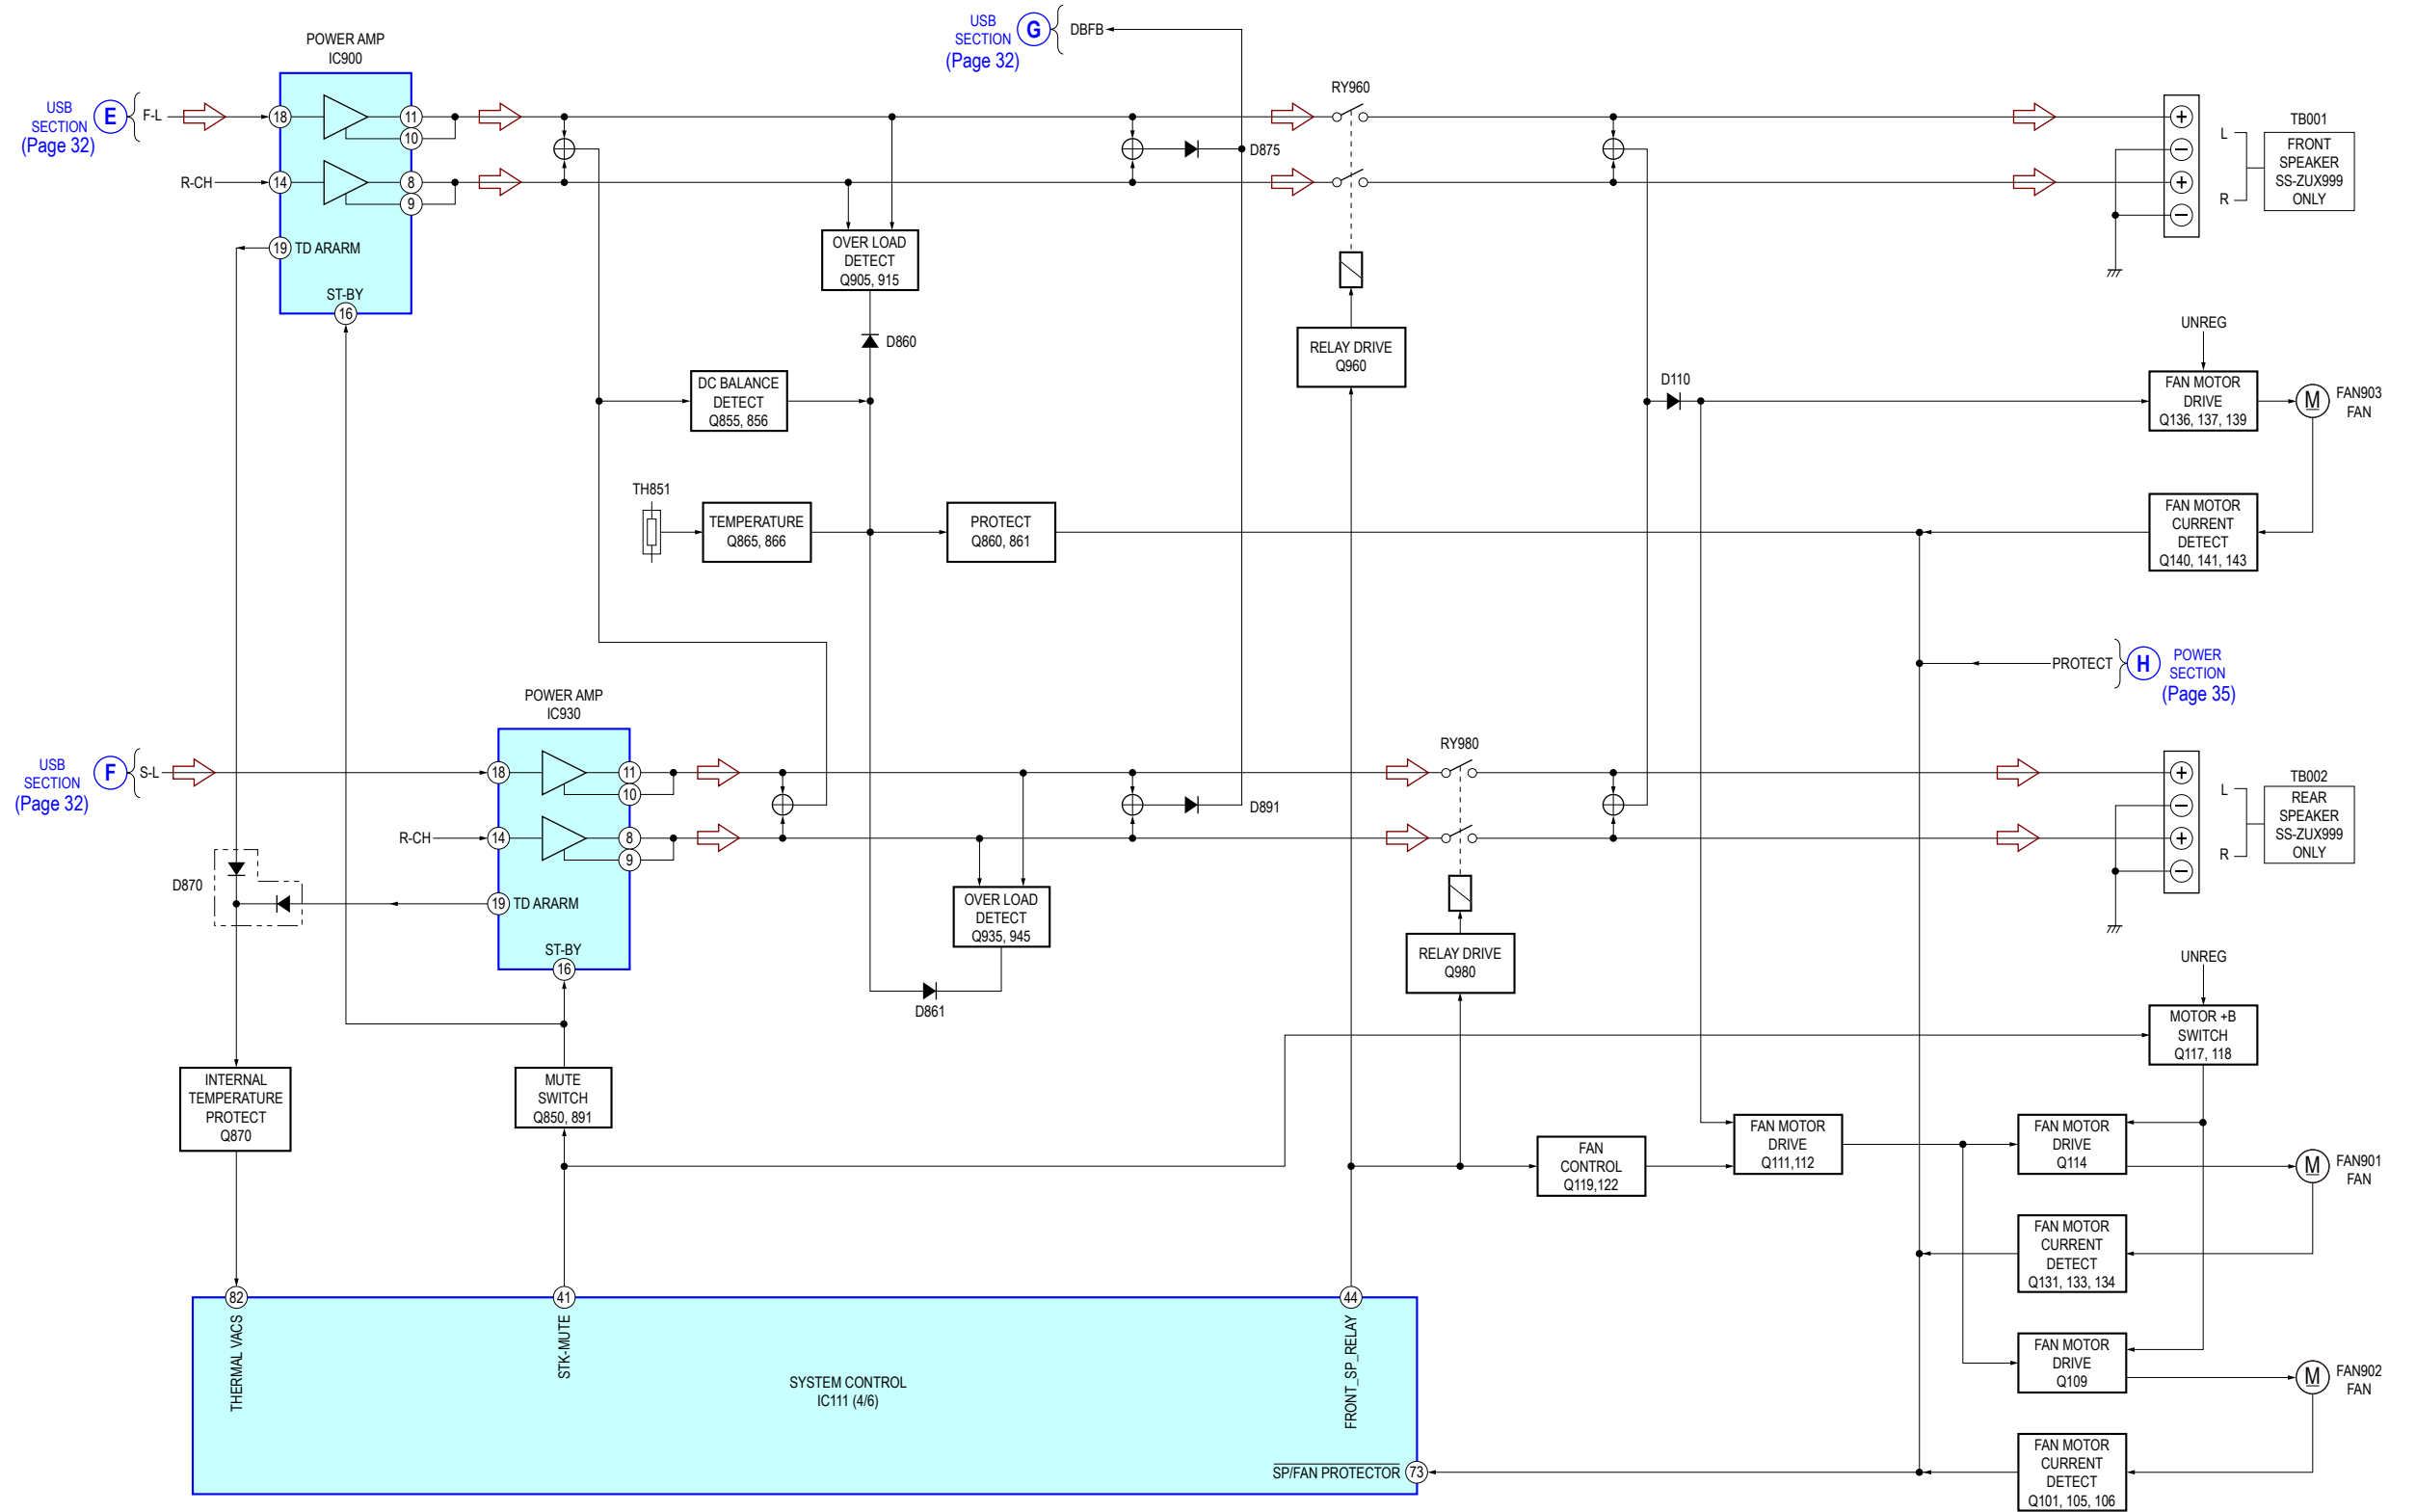 USB
SECTION
(Page 32)
G
DBFB
POWER AMP
IC900
USB
SECTION
(Page 32)
E
F-L
18
11
10
R-CH
14
8
9
19
TD ARARM
ST-BY
16
OVER LOAD
DETECT
Q905, 915
D860
D875
RY960
RELAY DRIVE
Q960
+
−
+
−
L
R
TB001
FRONT
SPEAKER
SS-ZUX999
ONLY
DC BALANCE
DETECT
Q855, 856
D110
UNREG
FAN MOTOR
DRIVE
Q136, 137, 139
M
FAN903
FAN
TH851
TEMPERATURE
Q865, 866
PROTECT
Q860, 861
FAN MOTOR
CURRENT
DETECT
Q140, 141, 143
PROTECT
H
POWER
SECTION
(Page 35)
POWER AMP
IC930
USB
SECTION
(Page 32)
F
S-L
18
11
10
R-CH
14
8
9
19
TD ARARM
ST-BY
16
D870
OVER LOAD
DETECT
Q935, 945
D861
D891
RY980
RELAY DRIVE
Q980
+
−
+
−
L
R
TB002
REAR
SPEAKER
SS-ZUX999
ONLY
UNREG
MOTOR +B
SWITCH
Q117, 118
INTERNAL
TEMPERATURE
PROTECT
Q870
MUTE
SWITCH
Q850, 891
FAN
CONTROL
Q119,122
FAN MOTOR
DRIVE
Q111,112
FAN MOTOR
DRIVE
Q114
M
FAN901
FAN
FAN MOTOR
CURRENT
DETECT
Q131, 133, 134
FAN MOTOR
DRIVE
Q109
M
FAN902
FAN
FAN MOTOR
CURRENT
DETECT
Q101, 105, 106
82
THERMAL VACS
41
STK-MUTE
44
FRONT_SP_RELAY
SYSTEM CONTROL
IC111 (4/6)
SP/FAN PROTECTOR
73